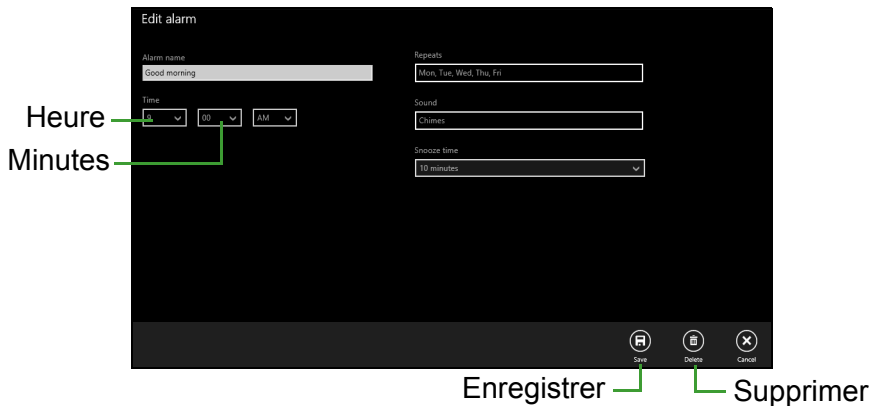 Edit alarm
Alarm name
Good morning
Time
9 00 AM
Repeats
Mon, Tue, Wed, Thu, Fri
Sound
Chimes
Snooze time
10 minutes
Heure
Minutes
Save Delete Cancel
Enregistrer Supprimer